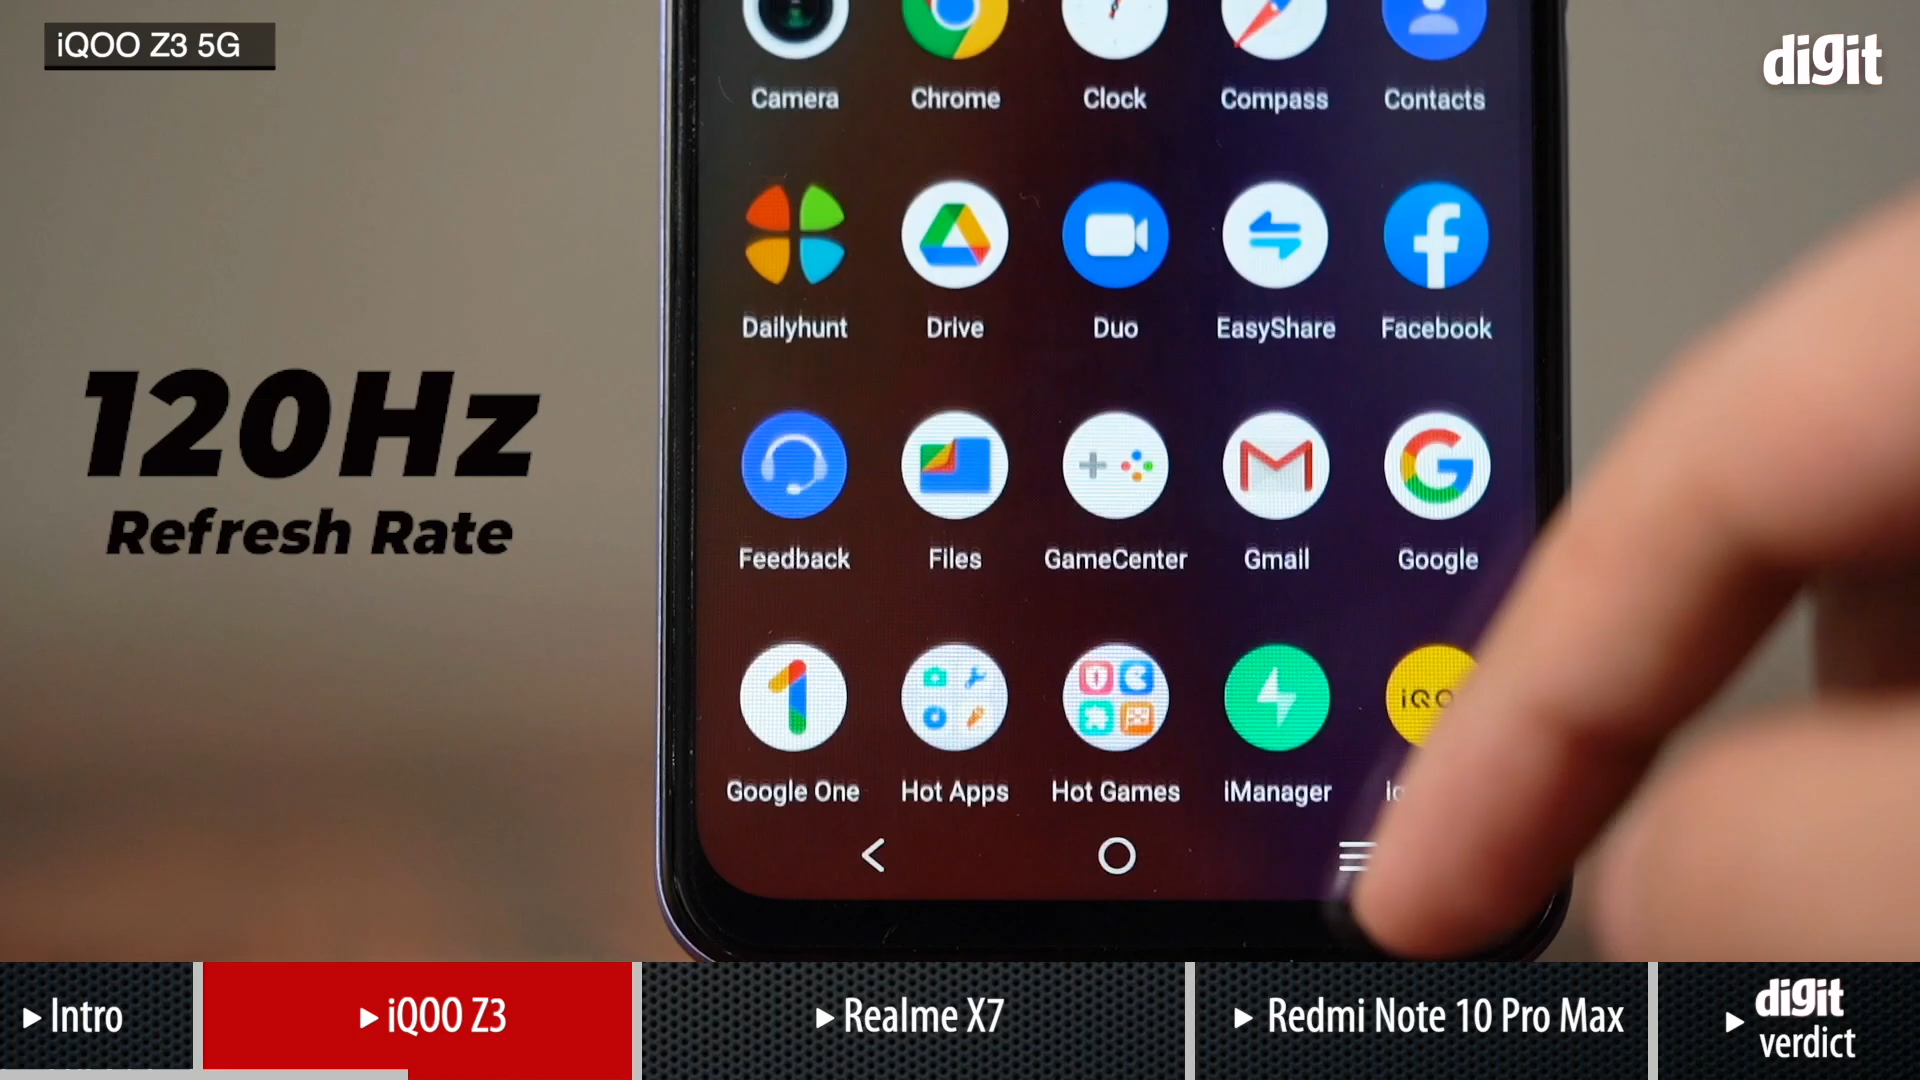 iQOO Z3 5G
digit
Camera
Chrome
Clock
Compass
Contacts
Dailyhunt
Drive
Duo
EasyShare
Facebook
120Hz
Refresh Rate
Feedback
Files
GameCenter
Gmail
Google
Google One
Hot Apps
Hot Games
iManager
Intro
iQOO Z3
Realme X7
Redmi Note 10 Pro Max
digit
verdict